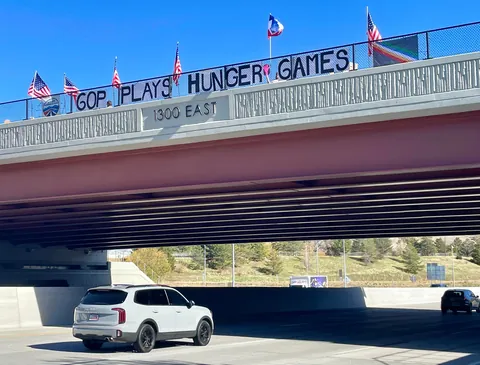 GOP PLAYS HUNGER GAMES
1300 EAST